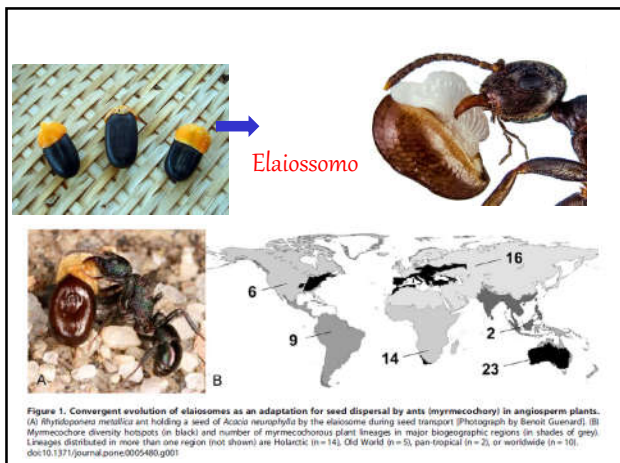 Elaiossomo
A
B
6
16
9
14
2
23
Figure 1. Convergent evolution of elaiosomes as an adaptation for seed dispersal by ants (myrmecochory) in angiosperm plants.
(A) Rhytidoponera metallica ant holding a seed of Acacia neurophylla by the elaiosome during seed transport [Photograph by Benoit Guenard]. (B)
Myrmecochore diversity hotspots (in black) and number of myrmecochorous plant lineages in major biogeographic regions (in shades of grey).
Lineages distributed in more than one region (not shown) are Holarctic (n = 14), Old World (n = 5), pan-tropical (n = 2), or worldwide (n = 10).
doi:10.1371/journal.pone.0005480.g001